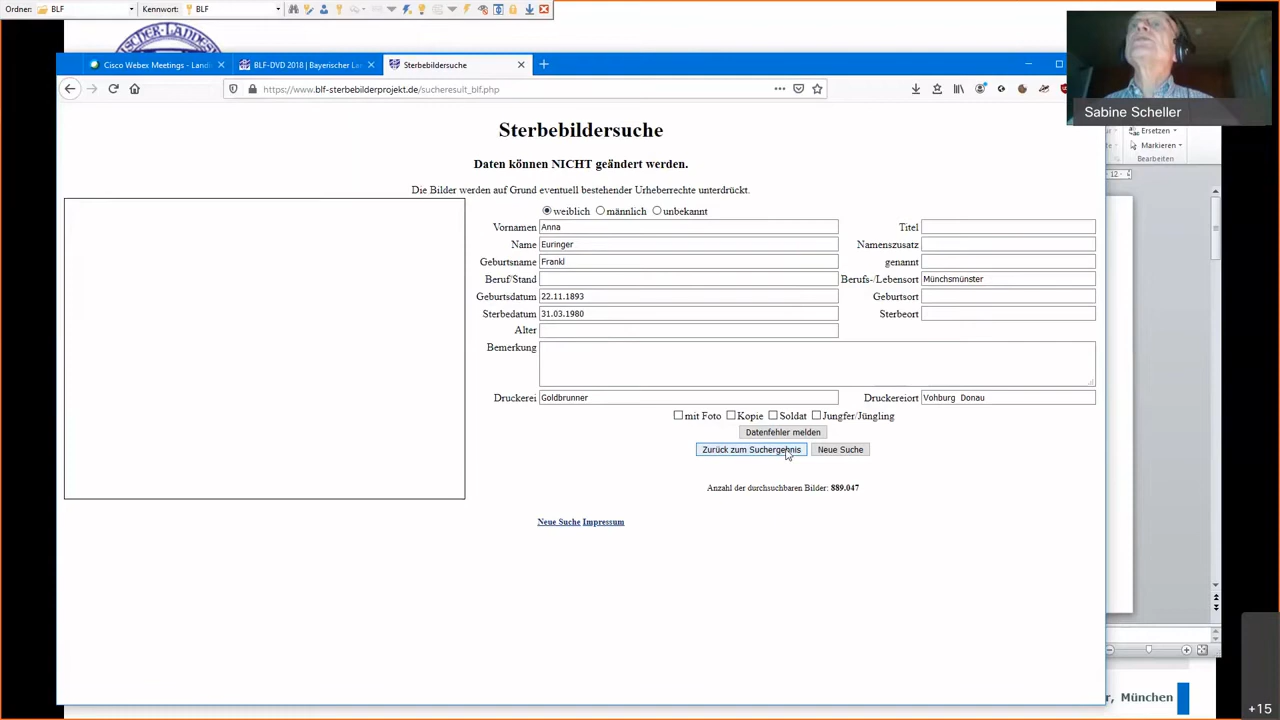 Ordner: BLF Kennwort: BLF
ISCHER-LANDES
Cisco Webex Meetings - Landi
BLF-DVD 2018 | Bayerischer Lan
Sterbebildersuche
https://www.blf-sterbebilderprojekt.de/sucheresult_blf.php
Sabine Scheller
Ersetzen
Markieren
Bearbeiten
12
Sterbebildersuche
Daten können NICHT geändert werden.
Die Bilder werden auf Grund eventuell bestehender Urheberrechte unterdrückt.
weiblich männlich unbekannt
Vornamen Anna Titel
Name Euringer Namenszusatz
Geburtsname Frankl genannt
Beruf/Stand Berufs-/Lebensort Münchsmünster
Geburtsdatum 22.11.1893 Geburtsort
Sterbedatum 31.03.1980 Sterbeort
Alter
Bemerkung
Druckerei Goldbrunner Druckereiort Vohburg Donau
mit Foto Kopie Soldat Jungfer/Jüngling
Datenfehler melden
Zurück zum Suchergebnis Neue Suche
Anzahl der durchsuchbaren Bilder: 889.047
Neue Suche Impressum
r, München
+15